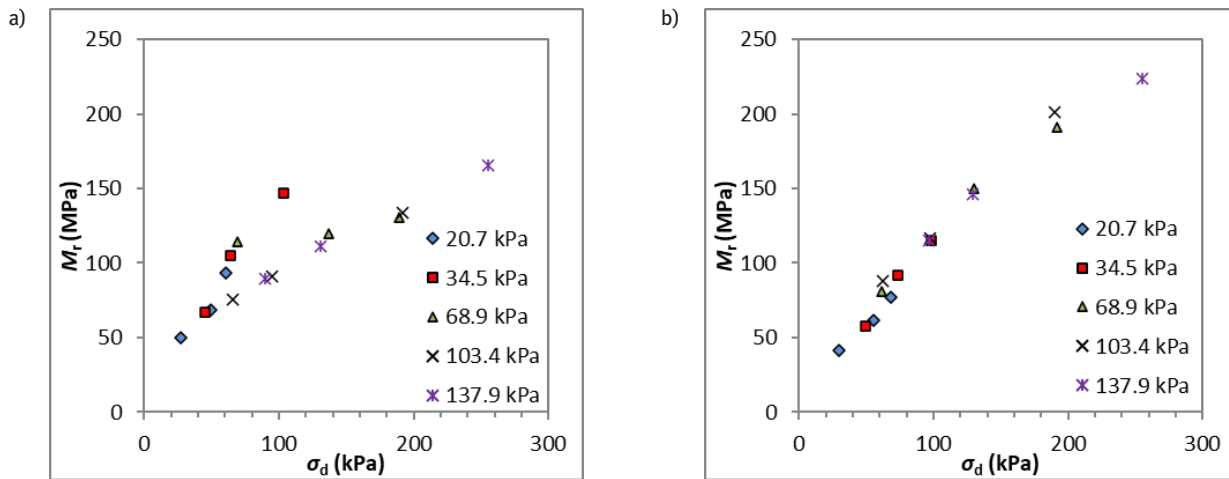 a)
250
200
150
100
50
0
Mr (MPa)
20.7 kPa
34.5 kPa
68.9 kPa
103.4 kPa
137.9 kPa
0 100 200 300
σd (kPa)
b)
250
200
150
100
50
0
Mr (MPa)
20.7 kPa
34.5 kPa
68.9 kPa
103.4 kPa
137.9 kPa
0 100 200 300
σd (kPa)